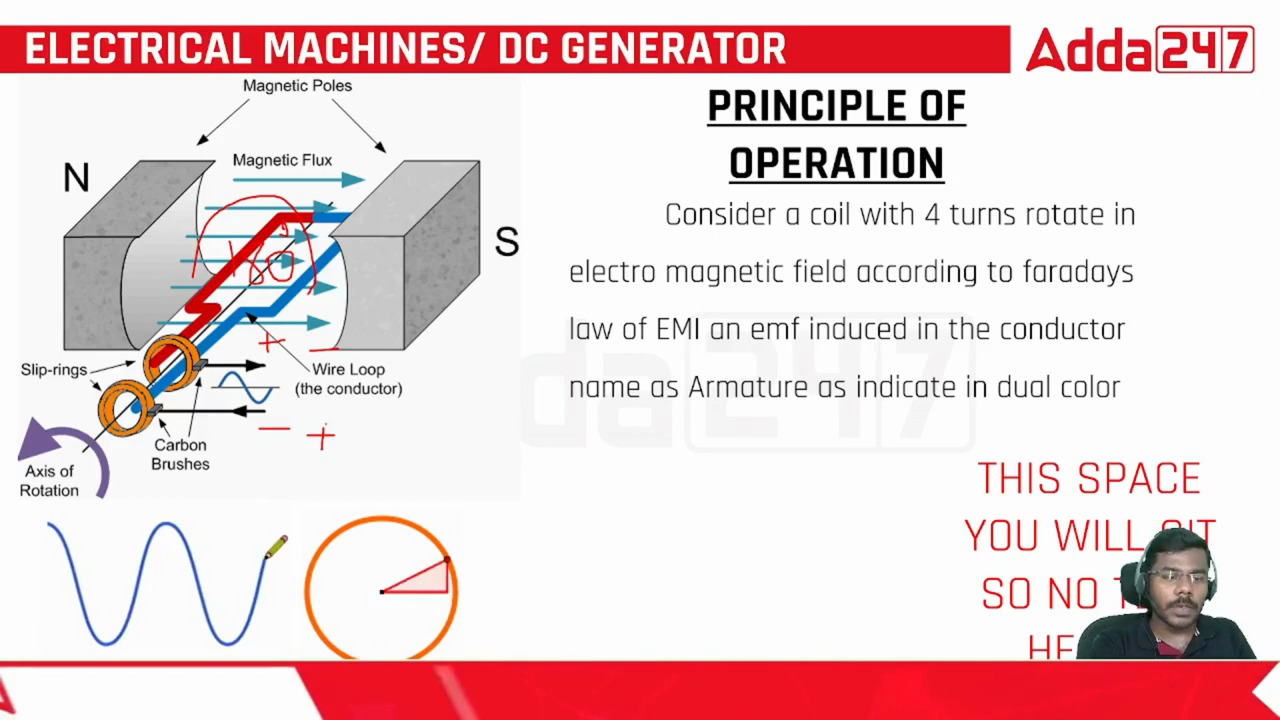 ELECTRICAL MACHINES/ DC GENERATOR
Adda247
Magnetic Poles
N
Magnetic Flux
S
180°
Slip-rings
+ −
Wire Loop
(the conductor)
− +
Carbon
Brushes
Axis of
Rotation
PRINCIPLE OF
OPERATION
Consider a coil with 4 turns rotate in
electro magnetic field according to faradays
law of EMI an emf induced in the conductor
name as Armature as indicate in dual color
THIS SPACE
YOU WILL
SO NO